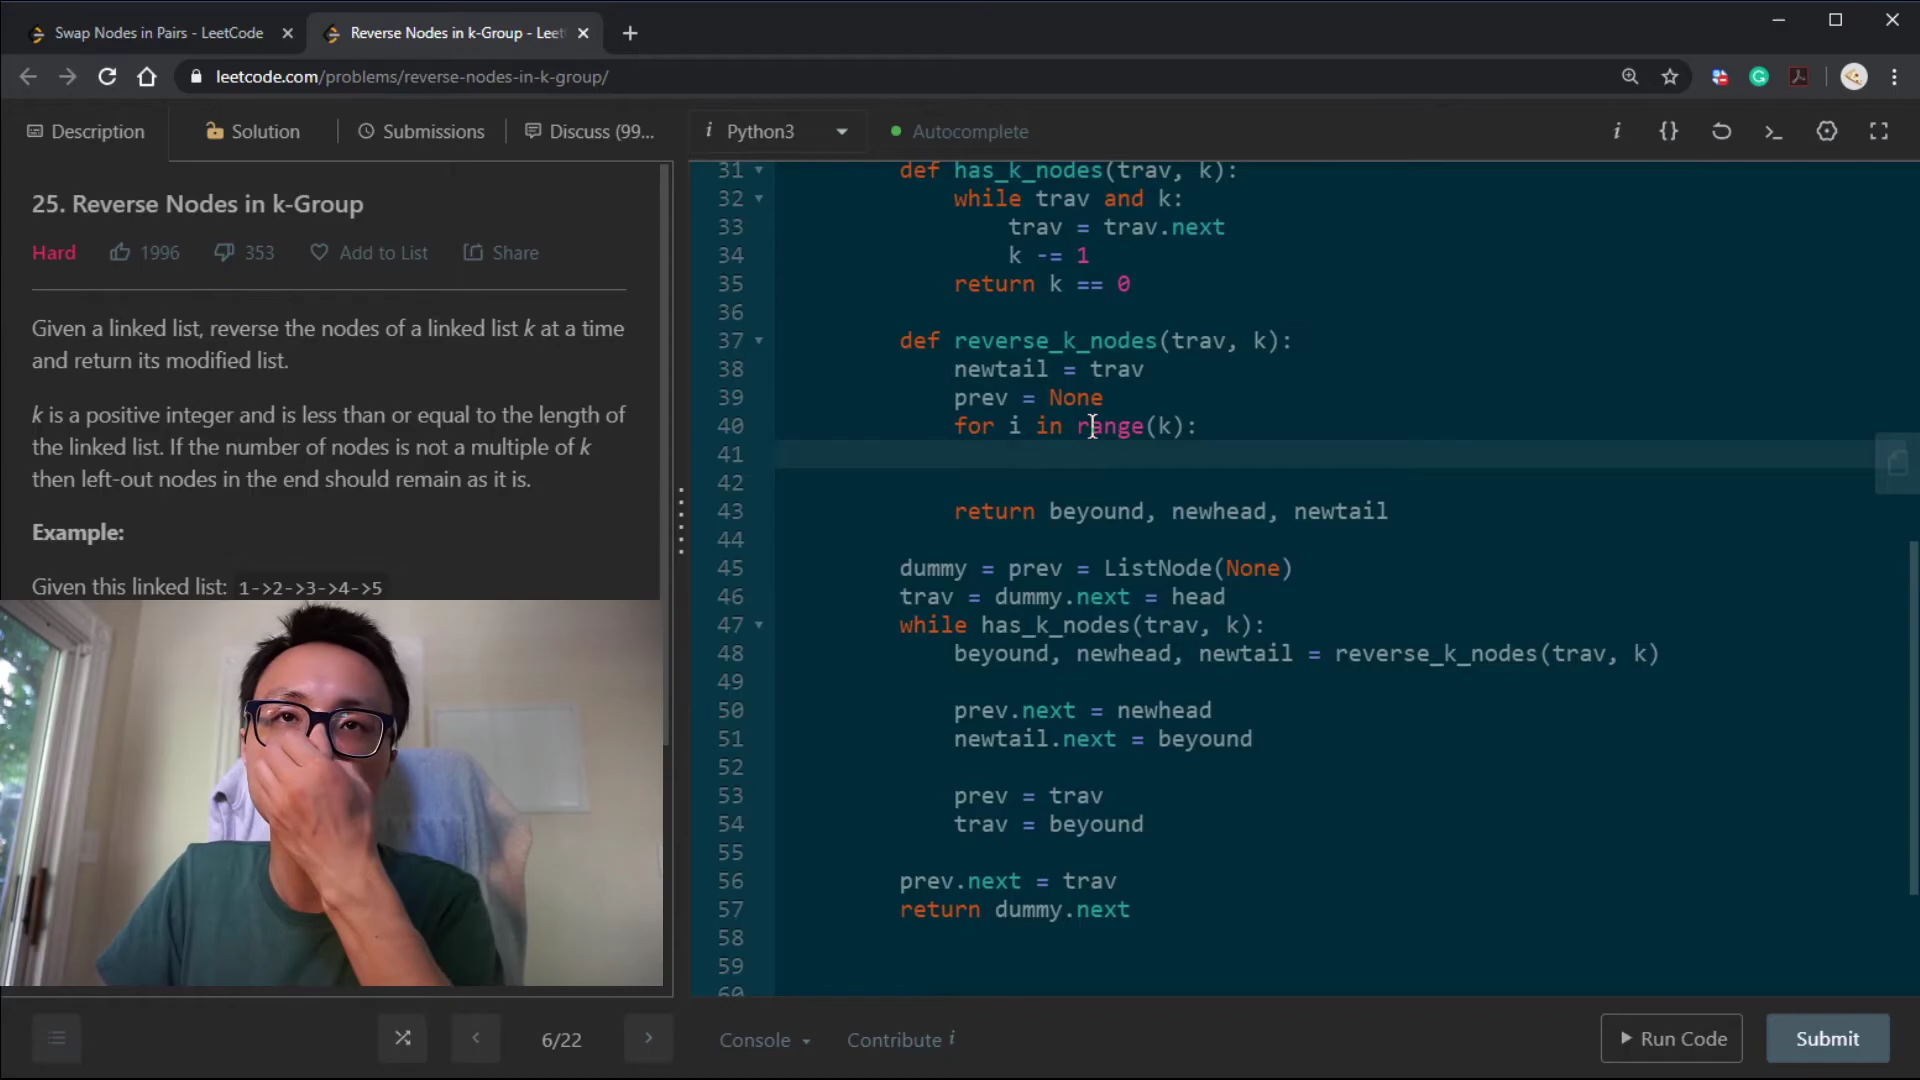 Swap Nodes in Pairs - LeetCode
Reverse Nodes in k-Group - Leet
leetcode.com/problems/reverse-nodes-in-k-group/
Description
Solution
Submissions
Discuss (99...
i Python3
Autocomplete
i {}
25. Reverse Nodes in k-Group
Hard 1996 353 Add to List Share
Given a linked list, reverse the nodes of a linked list k at a time
and return its modified list.
k is a positive integer and is less than or equal to the length of
the linked list. If the number of nodes is not a multiple of k
then left-out nodes in the end should remain as it is.
Example:
Given this linked list: 1->2->3->4->5
31 def has_k_nodes(trav, k):
32 while trav and k:
33 trav = trav.next
34 k -= 1
35 return k == 0
36
37 def reverse_k_nodes(trav, k):
38 newtail = trav
39 prev = None
40 for i in range(k):
41
42
43 return beyound, newhead, newtail
44
45 dummy = prev = ListNode(None)
46 trav = dummy.next = head
47 while has_k_nodes(trav, k):
48 beyound, newhead, newtail = reverse_k_nodes(trav, k)
49
50 prev.next = newhead
51 newtail.next = beyound
52
53 prev = trav
54 trav = beyound
55
56 prev.next = trav
57 return dummy.next
58
59
60
6/22
Console
Contribute i
Run Code
Submit